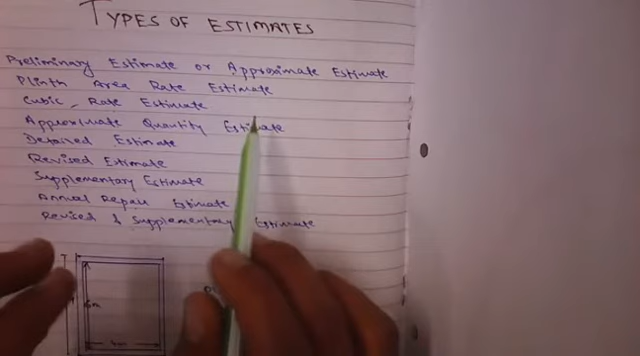 TYPES OF ESTIMATES
Preliminary Estimate or Approximate Estimate
Plinth Area Rate Estimate
Cubic Rate Estimate
Approximate Quantity Estimate
Detailed Estimate
Revised Estimate
Supplementary Estimate
Annual Repair Estimate
Revised & Supplementary Estimate